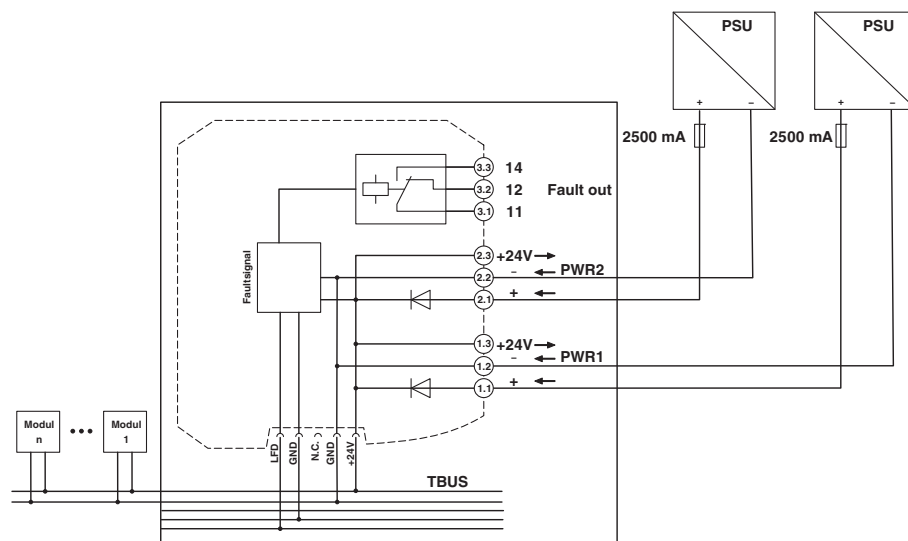 PSU
PSU
+
−
+
−
2500 mA
2500 mA
3.3
14
3.2
12
Fault out
3.1
11
2.3
+24V
Faultsignal
2.2
−
PWR2
2.1
+
1.3
+24V
1.2
−
PWR1
1.1
+
Modul
n
Modul
1
LFD
GND
N.C.
GND
+24V
TBUS